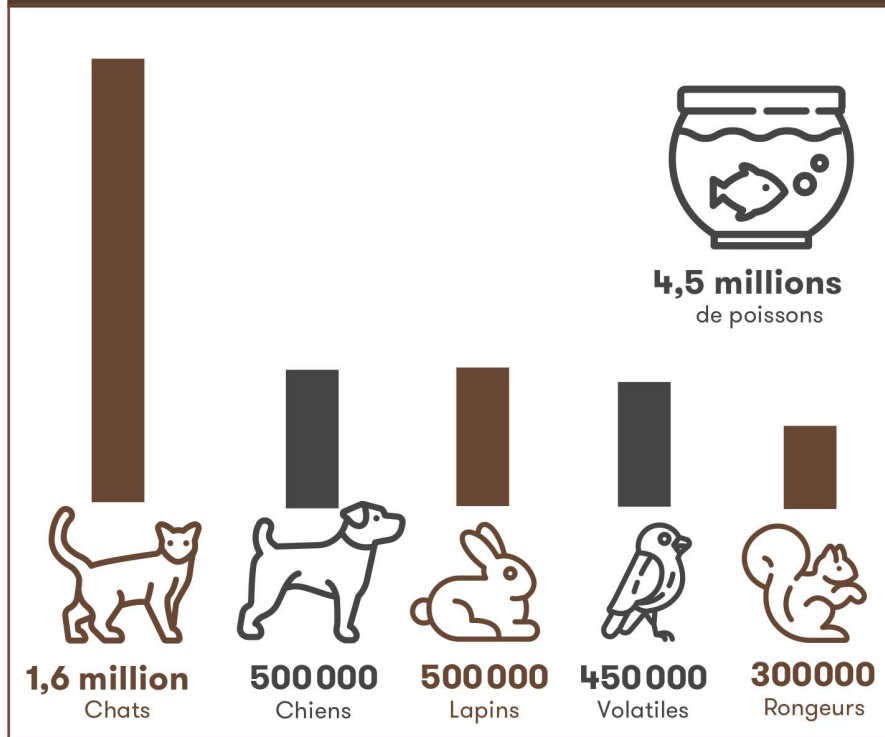 4,5 millions
de poissons
1,6 million
Chats
500 000
Chiens
500 000
Lapins
450 000
Volatiles
300000
Rongeurs